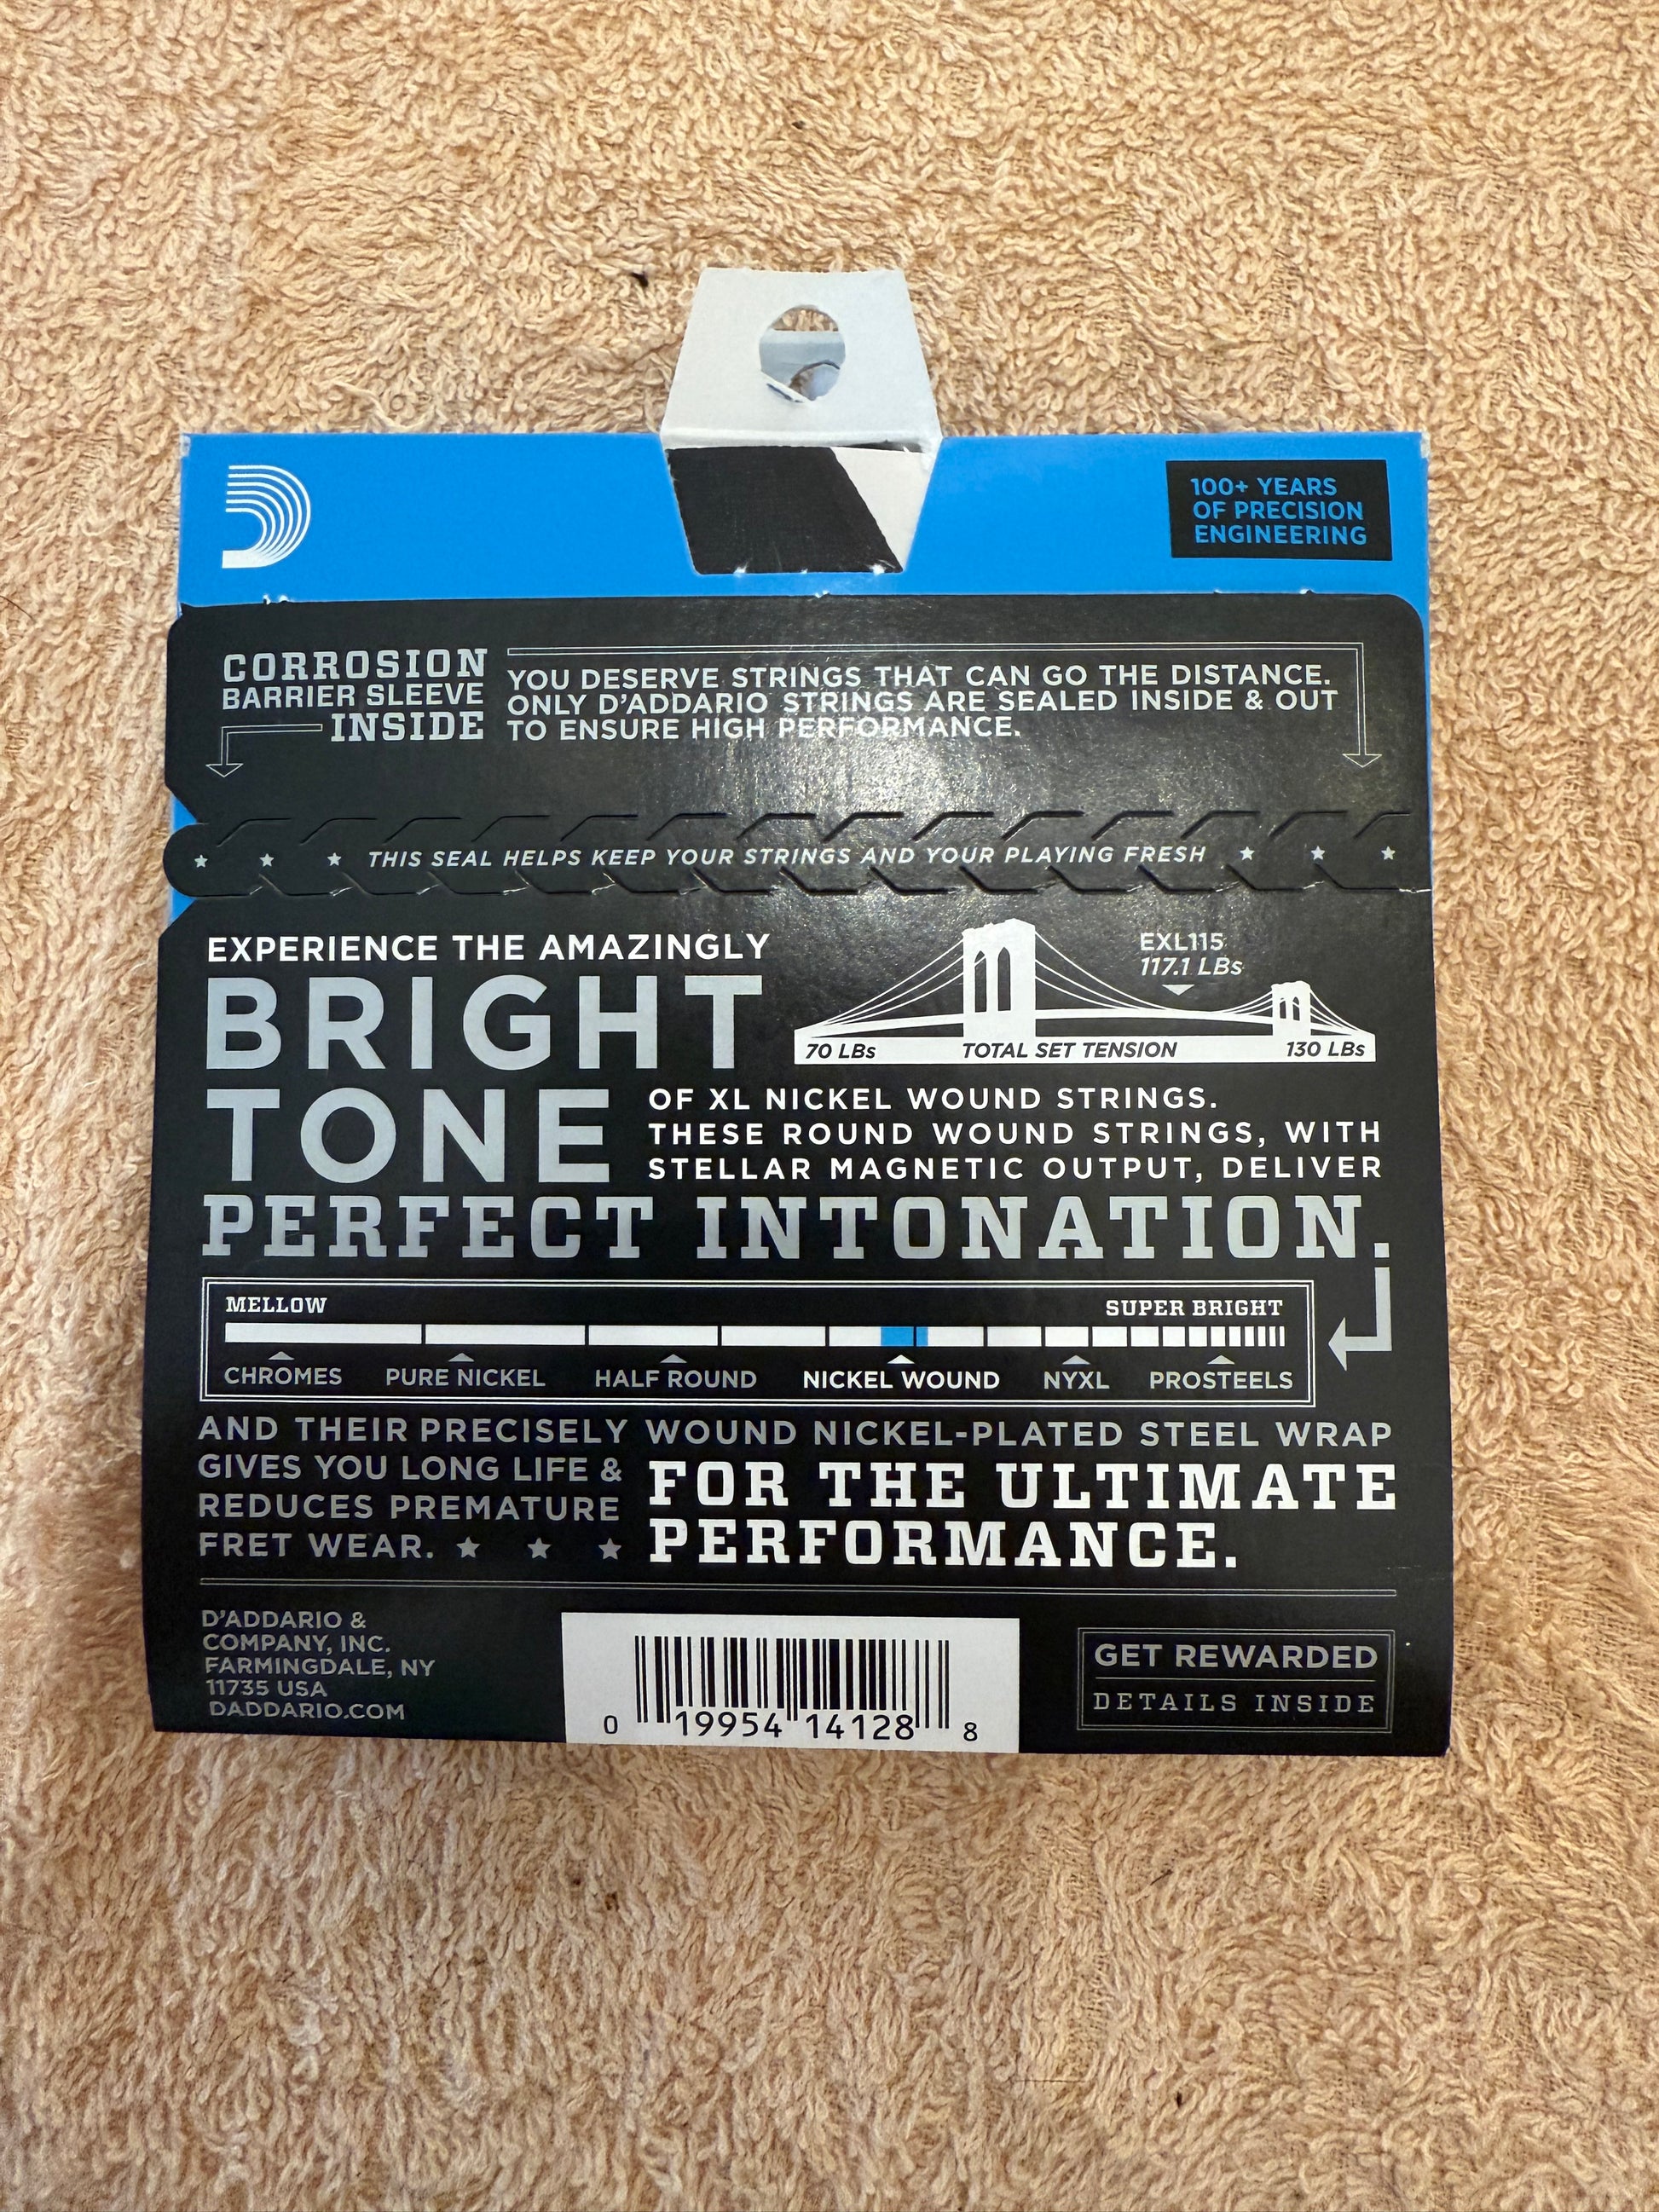 100+ YEARS
OF PRECISION
ENGINEERING
CORROSION
BARRIER SLEEVE
INSIDE
YOU DESERVE STRINGS THAT CAN GO THE DISTANCE.
ONLY D'ADDARIO STRINGS ARE SEALED INSIDE & OUT
TO ENSURE HIGH PERFORMANCE.
THIS SEAL HELPS KEEP YOUR STRINGS AND YOUR PLAYING FRESH
EXPERIENCE THE AMAZINGLY
BRIGHT
TONE
EXL115
117.1 LBs
70 LBs TOTAL SET TENSION 130 LBs
OF XL NICKEL WOUND STRINGS.
THESE ROUND WOUND STRINGS, WITH
STELLAR MAGNETIC OUTPUT, DELIVER
PERFECT INTONATION.
MELLOW SUPER BRIGHT
CHROMES PURE NICKEL HALF ROUND NICKEL WOUND NYXL PROSTEELS
AND THEIR PRECISELY WOUND NICKEL-PLATED STEEL WRAP
GIVES YOU LONG LIFE &
REDUCES PREMATURE
FRET WEAR.
FOR THE ULTIMATE
PERFORMANCE.
D'ADDARIO &
COMPANY, INC.
FARMINGDALE, NY
11735 USA
DADDARIO.COM
0 19954 14128 8
GET REWARDED
DETAILS INSIDE